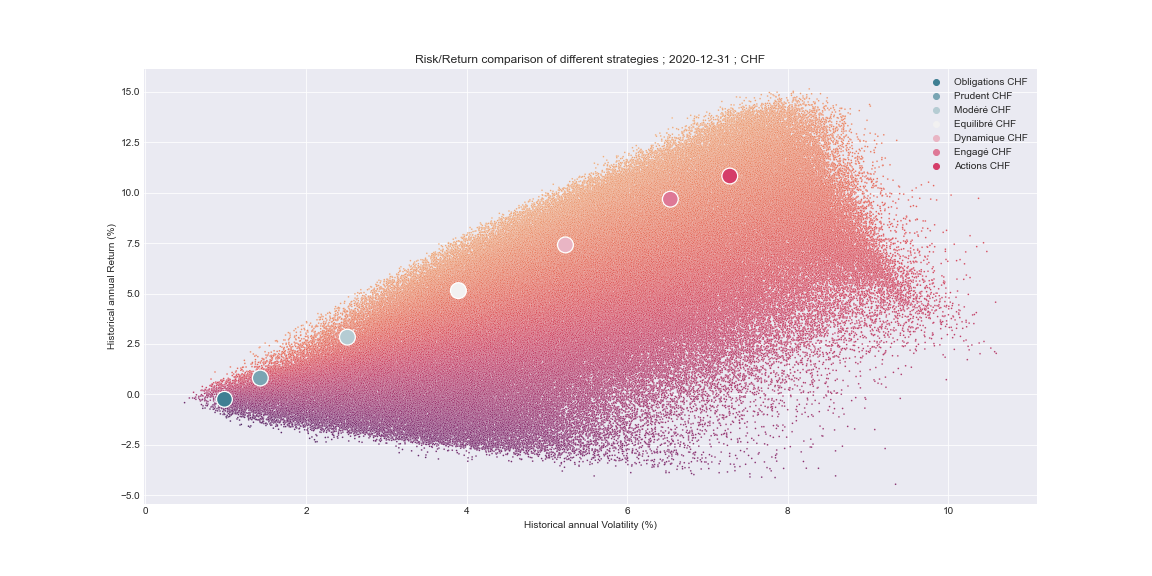 Risk/Return comparison of different strategies ; 2020-12-31 ; CHF
Obligations CHF
Prudent CHF
Modéré CHF
Equilibré CHF
Dynamique CHF
Engagé CHF
Actions CHF
Historical annual Return (%)
15.0
12.5
10.0
7.5
5.0
2.5
0.0
−2.5
−5.0
0 2 4 6 8 10
Historical annual Volatility (%)